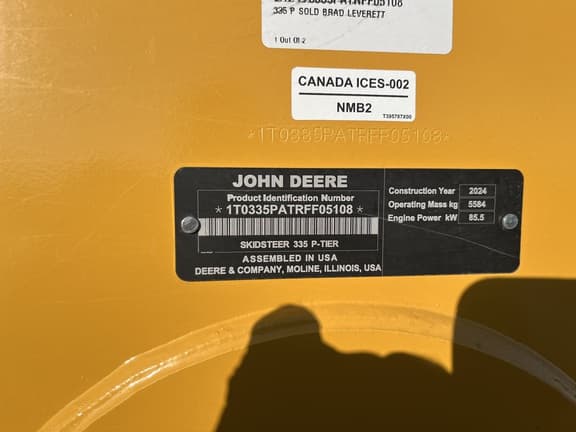 335 P SOLD BRAD LEVERETT
1 Out Of 2
CANADA ICES-002
NMB2
T395787X00
*1T0335PATRFF05108*
JOHN DEERE
Product Identification Number
*1T0335PATRFF05108*
SKIDSTEER 335 P-TIER
ASSEMBLED IN USA
DEERE & COMPANY, MOLINE, ILLINOIS, USA
Construction Year 2024
Operating Mass kg 5584
Engine Power kW 85.5